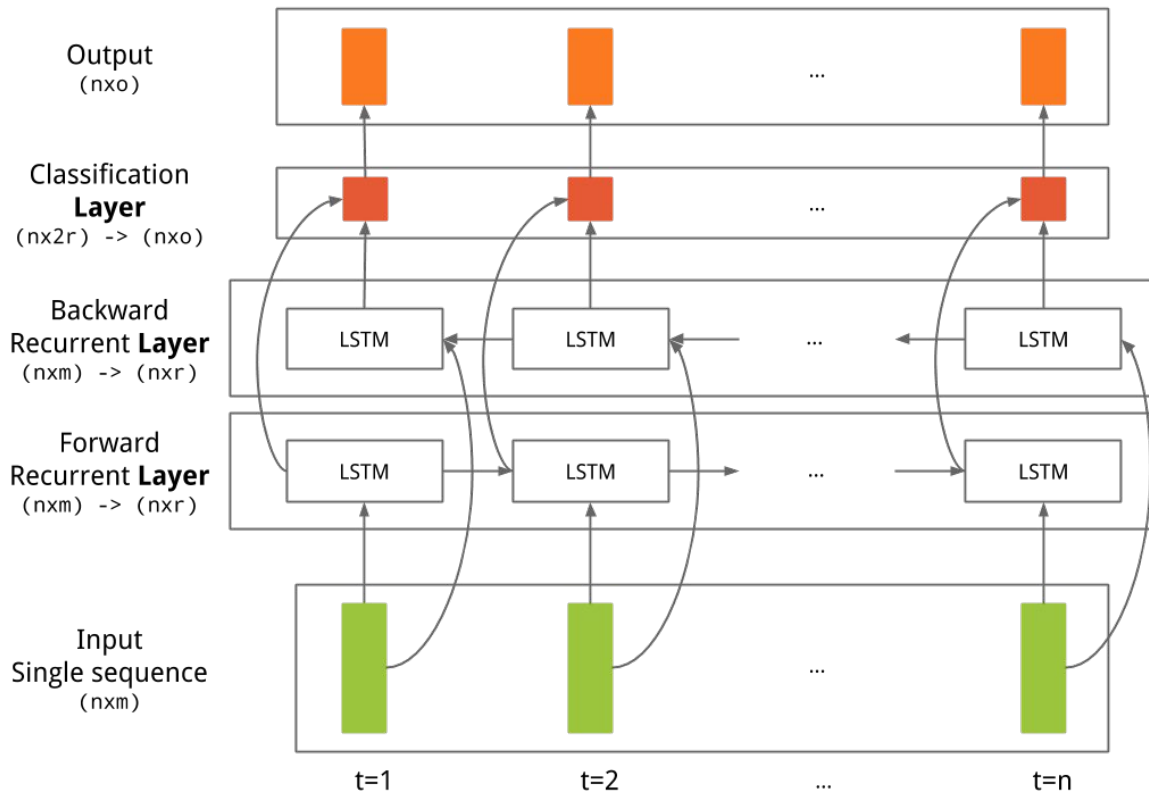 Output
(nxo)
...
Classification
Layer
(nx2r) -> (nxo)
...
Backward
Recurrent Layer
(nxm) -> (nxr)
LSTM
LSTM
...
LSTM
Forward
Recurrent Layer
(nxm) -> (nxr)
LSTM
LSTM
...
LSTM
Input
Single sequence
(nxm)
...
t=1
t=2
...
t=n